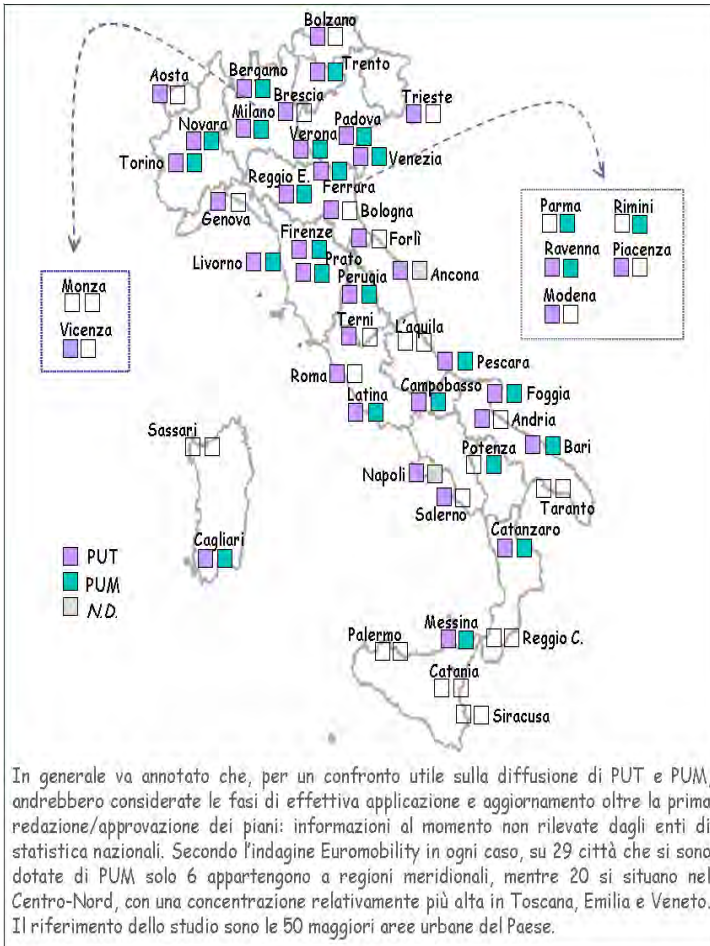 Bolzano
Trento
Aosta
Bergamo
Brescia
Trieste
Milano
Padova
Novara
Verona
Venezia
Torino
Reggio E.
Ferrara
Genova
Bologna
Firenze
Forlì
Prato
Livorno
Ancona
Perugia
Terni
L'aquila
Pescara
Roma
Campobasso
Latina
Foggia
Andria
Sassari
Potenza
Bari
Napoli
Salerno
Taranto
Cagliari
Catanzaro
Messina
Palermo
Reggio C.
Catania
Siracusa
Monza
Vicenza
Parma Rimini
Ravenna Piacenza
Modena
PUT
PUM
N.D.
In generale va annotato che, per un confronto utile sulla diffusione di PUT e PUM,
andrebbero considerate le fasi di effettiva applicazione e aggiornamento oltre la prima
redazione/approvazione dei piani: informazioni al momento non rilevate dagli enti di
statistica nazionali. Secondo l'indagine Euromobility in ogni caso, su 29 città che si sono
dotate di PUM solo 6 appartengono a regioni meridionali, mentre 20 si situano nel
Centro-Nord, con una concentrazione relativamente più alta in Toscana, Emilia e Veneto.
Il riferimento dello studio sono le 50 maggiori aree urbane del Paese.